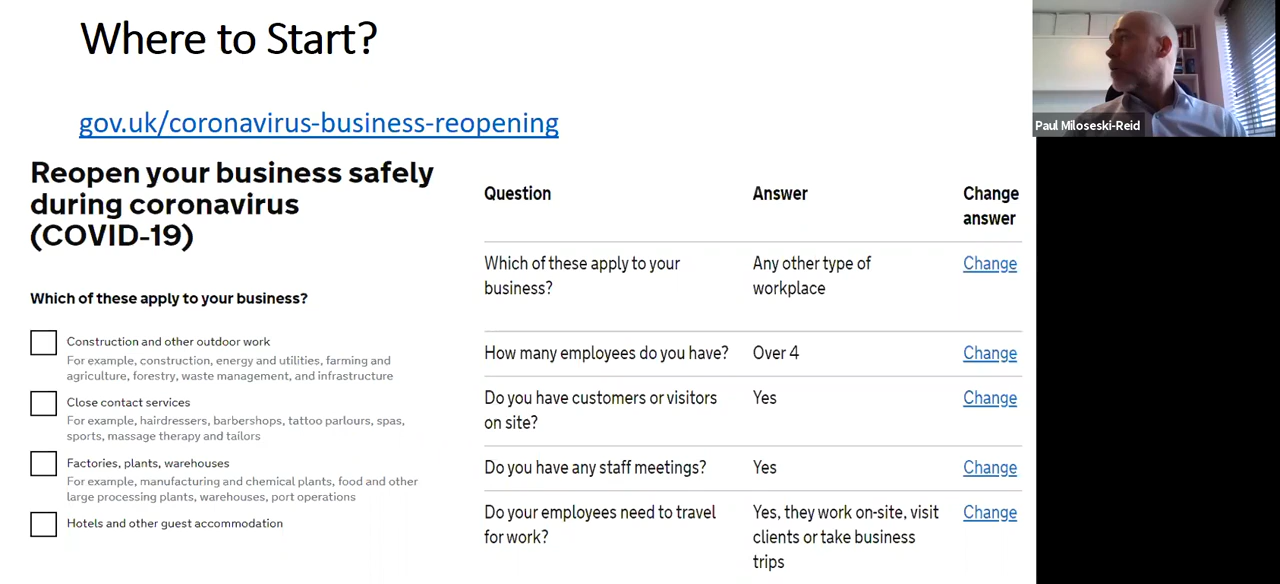 Where to Start?
gov.uk/coronavirus-business-reopening
Reopen your business safely
during coronavirus
(COVID-19)
Which of these apply to your business?
Construction and other outdoor work
For example, construction, energy and utilities, farming and
agriculture, forestry, waste management, and infrastructure
Close contact services
For example, hairdressers, barbershops, tattoo parlours, spas,
sports, massage therapy and tailors
Factories, plants, warehouses
For example, manufacturing and chemical plants, food and other
large processing plants, warehouses, port operations
Hotels and other guest accommodation
Question Answer Change
answer
Which of these apply to your Any other type of Change
business? workplace
How many employees do you have? Over 4 Change
Do you have customers or visitors Yes Change
on site?
Do you have any staff meetings? Yes Change
Do your employees need to travel Yes, they work on-site, visit Change
for work? clients or take business
trips
Paul Miloseski-Reid